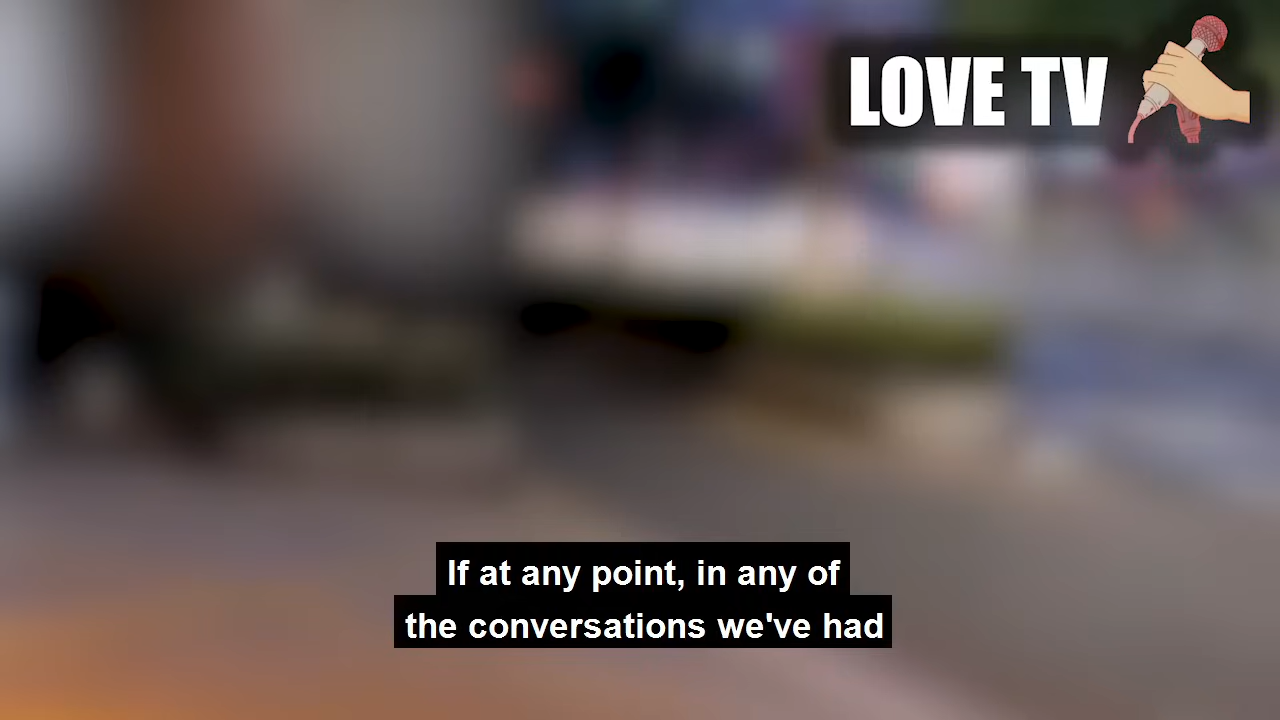 LOVE TV
If at any point, in any of
the conversations we've had